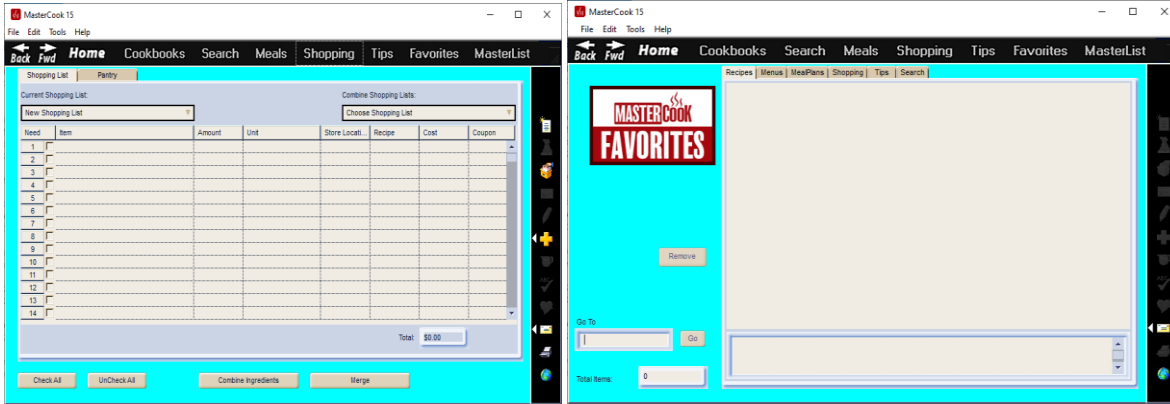 MasterCook 15
File Edit Tools Help
Back Fwd Home Cookbooks Search Meals Shopping Tips Favorites MasterList
Shopping List Pantry
Current Shopping List: Combine Shopping Lists:
New Shopping List Choose Shopping List
Need Item Amount Unit Store Locati... Recipe Cost Coupon
1
2
3
4
5
6
7
8
9
10
11
12
13
14
Total: $0.00
Check All UnCheck All Combine Ingredients Merge
MasterCook 15
File Edit Tools Help
Back Fwd Home Cookbooks Search Meals Shopping Tips Favorites MasterList
Recipes Menus MealPlans Shopping Tips Search
MASTERCOOK
FAVORITES
Remove
Go To
Go
Total Items: 0